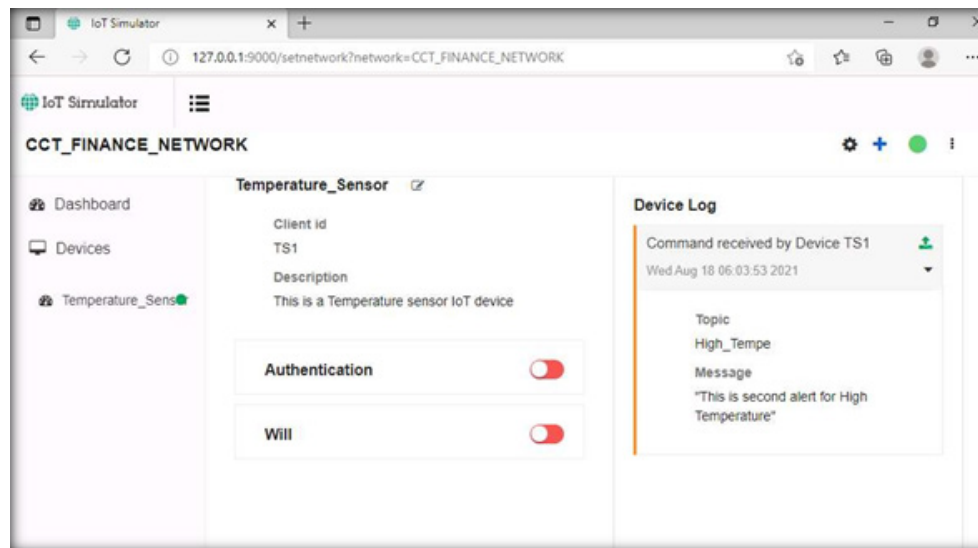 IoT Simulator
127.0.0.1:9000/setnetwork?network=CCT_FINANCE_NETWORK
IoT Simulator
CCT_FINANCE_NETWORK
Dashboard
Devices
Temperature_Sens
Temperature_Sensor
Client id
TS1
Description
This is a Temperature sensor IoT device
Authentication
Will
Device Log
Command received by Device TS1
Wed Aug 18 06:03:53 2021
Topic
High_Tempe
Message
"This is second alert for High
Temperature"